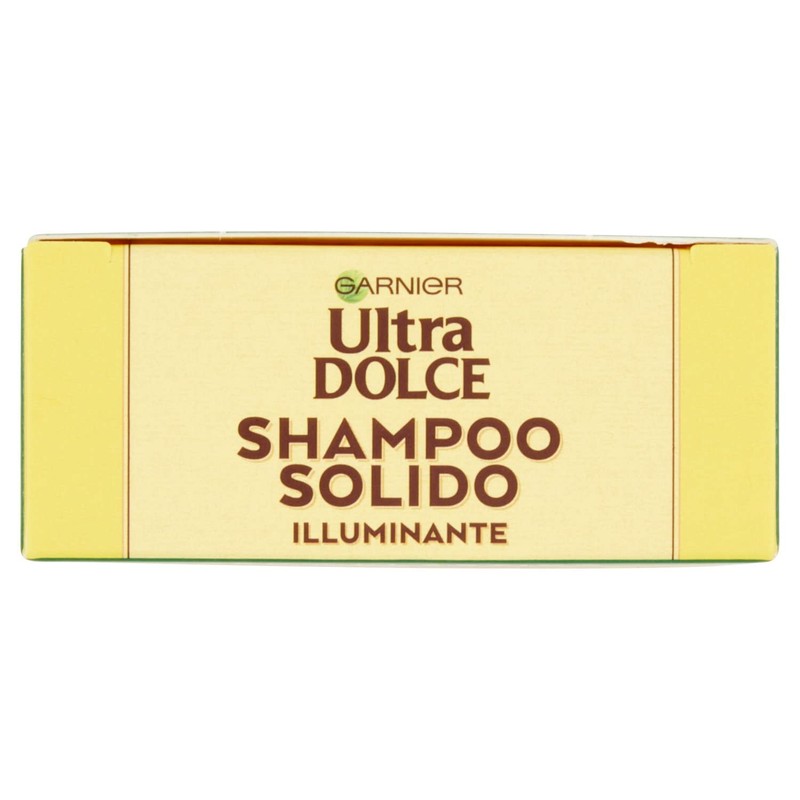 GARNIER
Ultra
DOLCE
SHAMPOO
SOLIDO
ILLUMINANTE